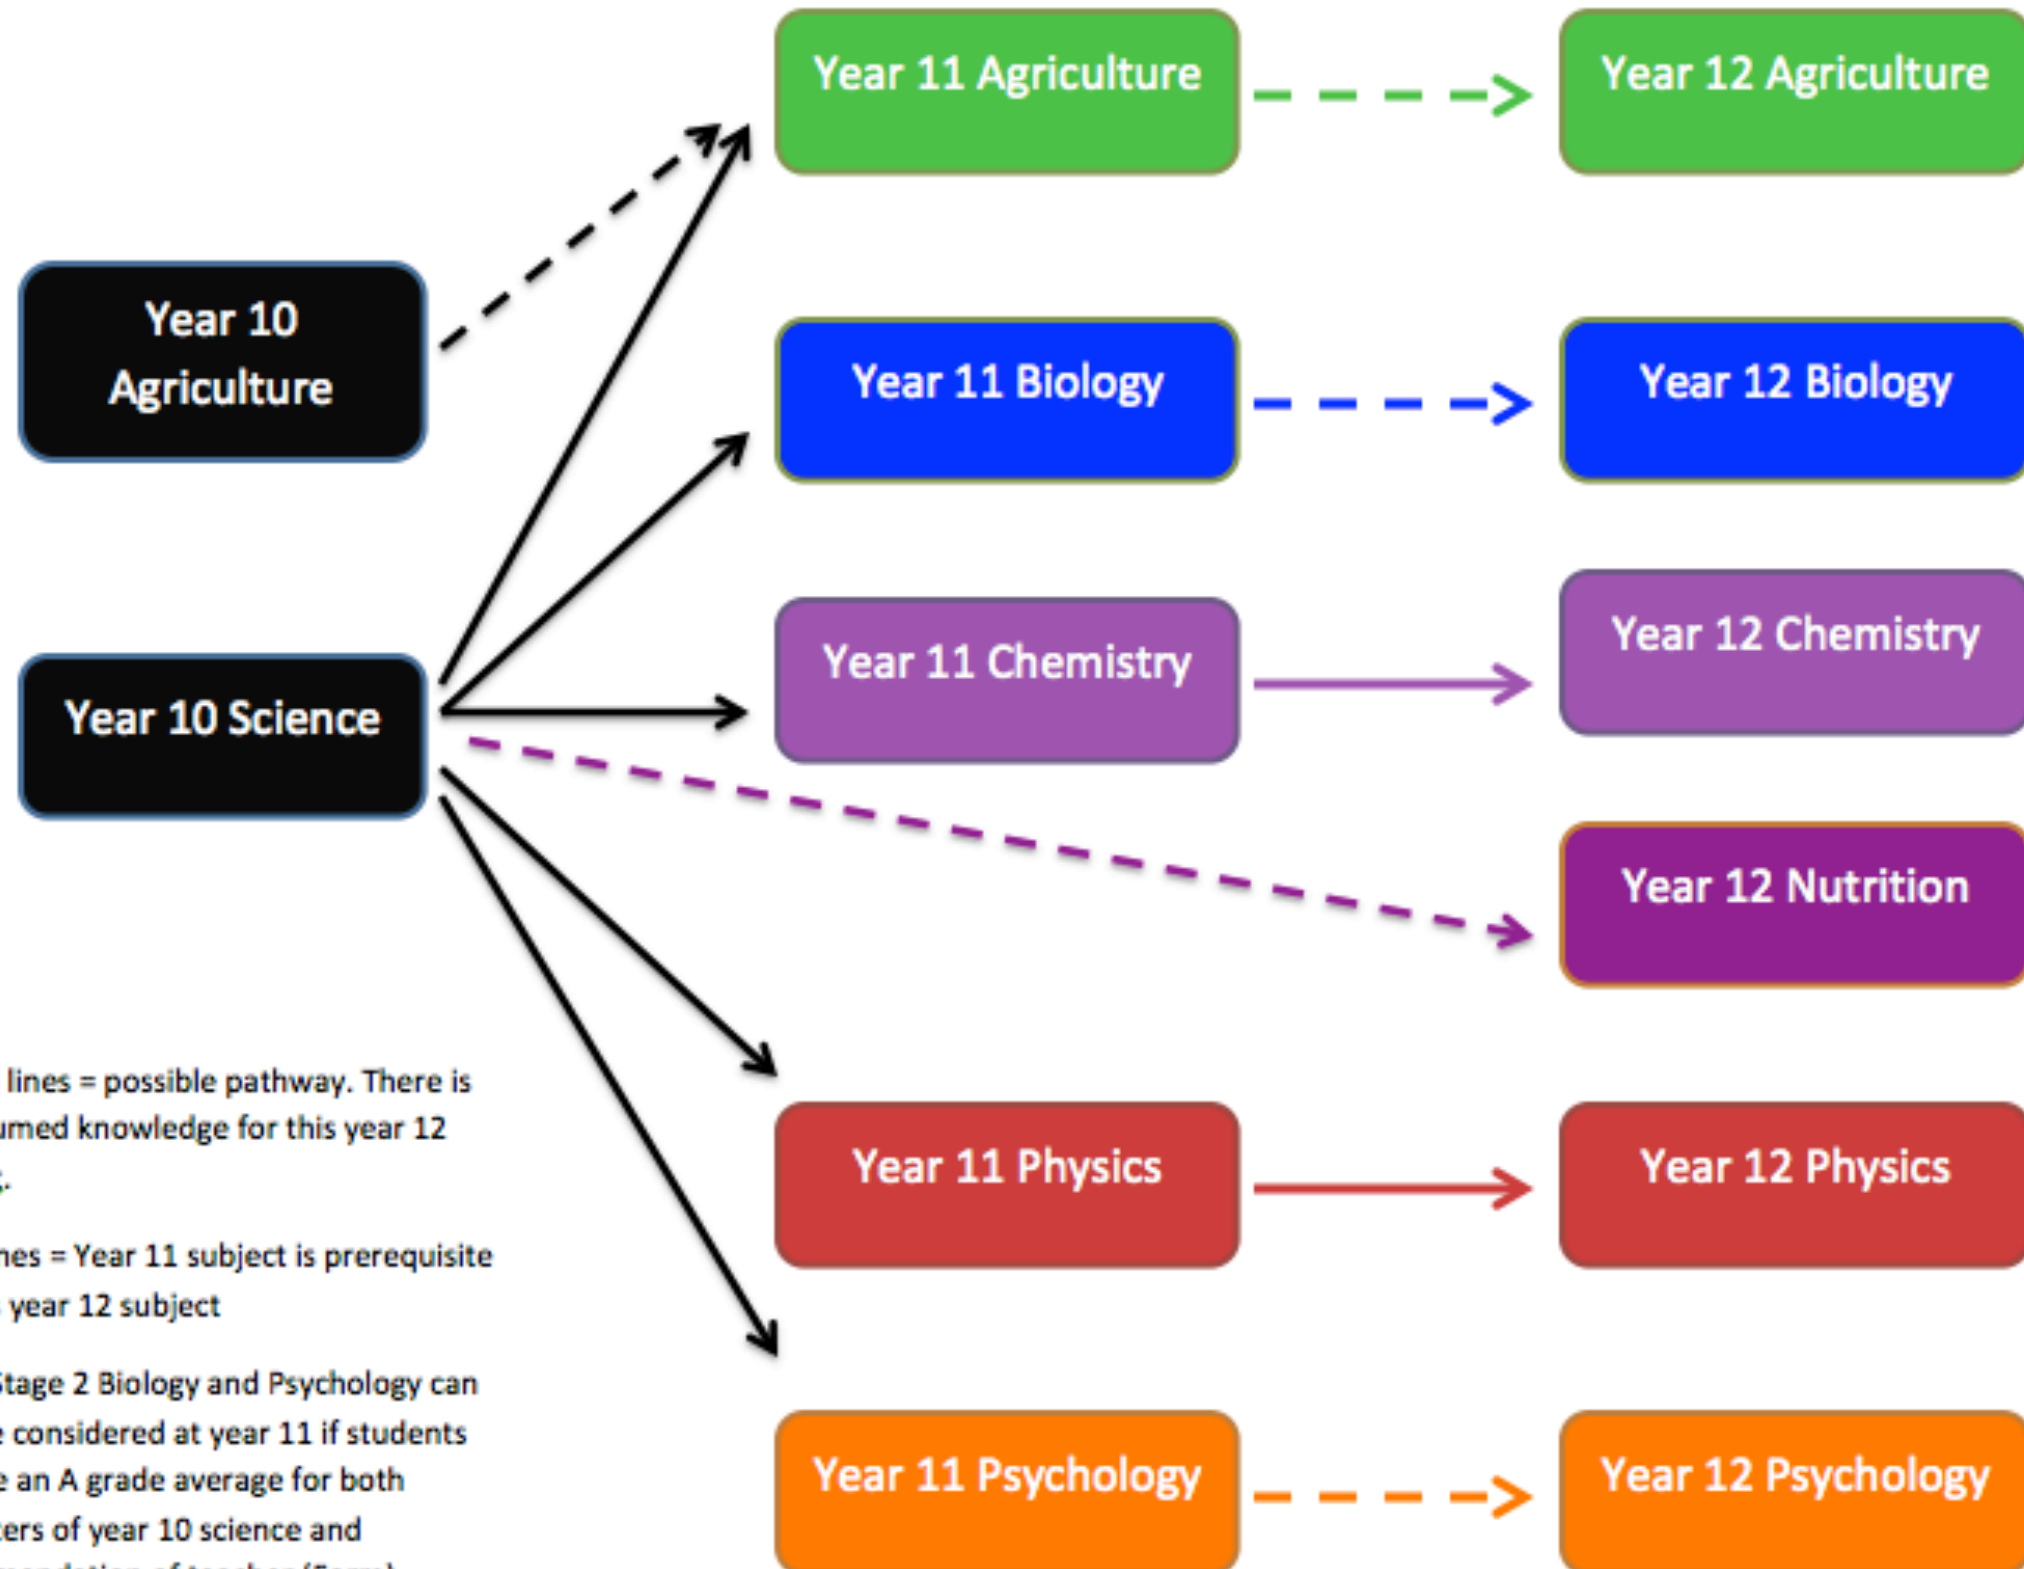 Year 11 Agriculture
Year 12 Agriculture
Year 10
Agriculture
Year 11 Biology
Year 12 Biology
Year 10 Science
Year 11 Chemistry
Year 12 Chemistry
Year 12 Nutrition
Year 11 Physics
Year 12 Physics
Year 11 Psychology
Year 12 Psychology
lines = possible pathway. There is
umed knowledge for this year 12
nes = Year 11 subject is prerequisite
year 12 subject
Stage 2 Biology and Psychology can
e considered at year 11 if students
e an A grade average for both
ters of year 10 science and